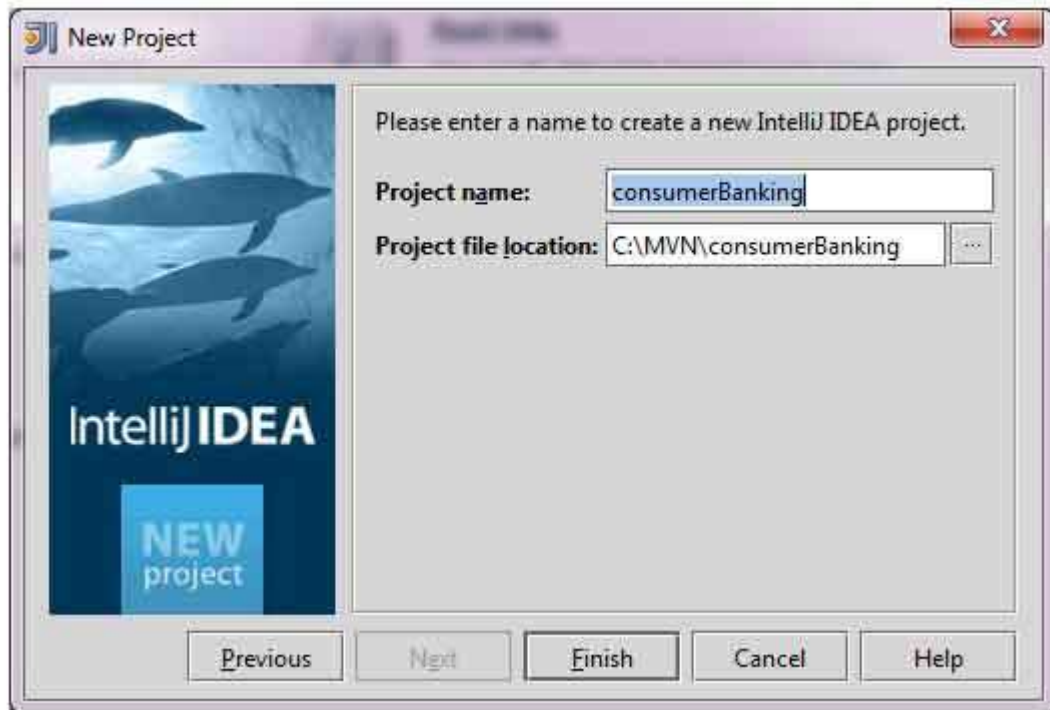 New Project
Please enter a name to create a new IntelliJ IDEA project.
Project name: consumerBanking
Project file location: C:\MVN\consumerBanking ...
IntelliJ IDEA
NEW
project
Previous Next Finish Cancel Help